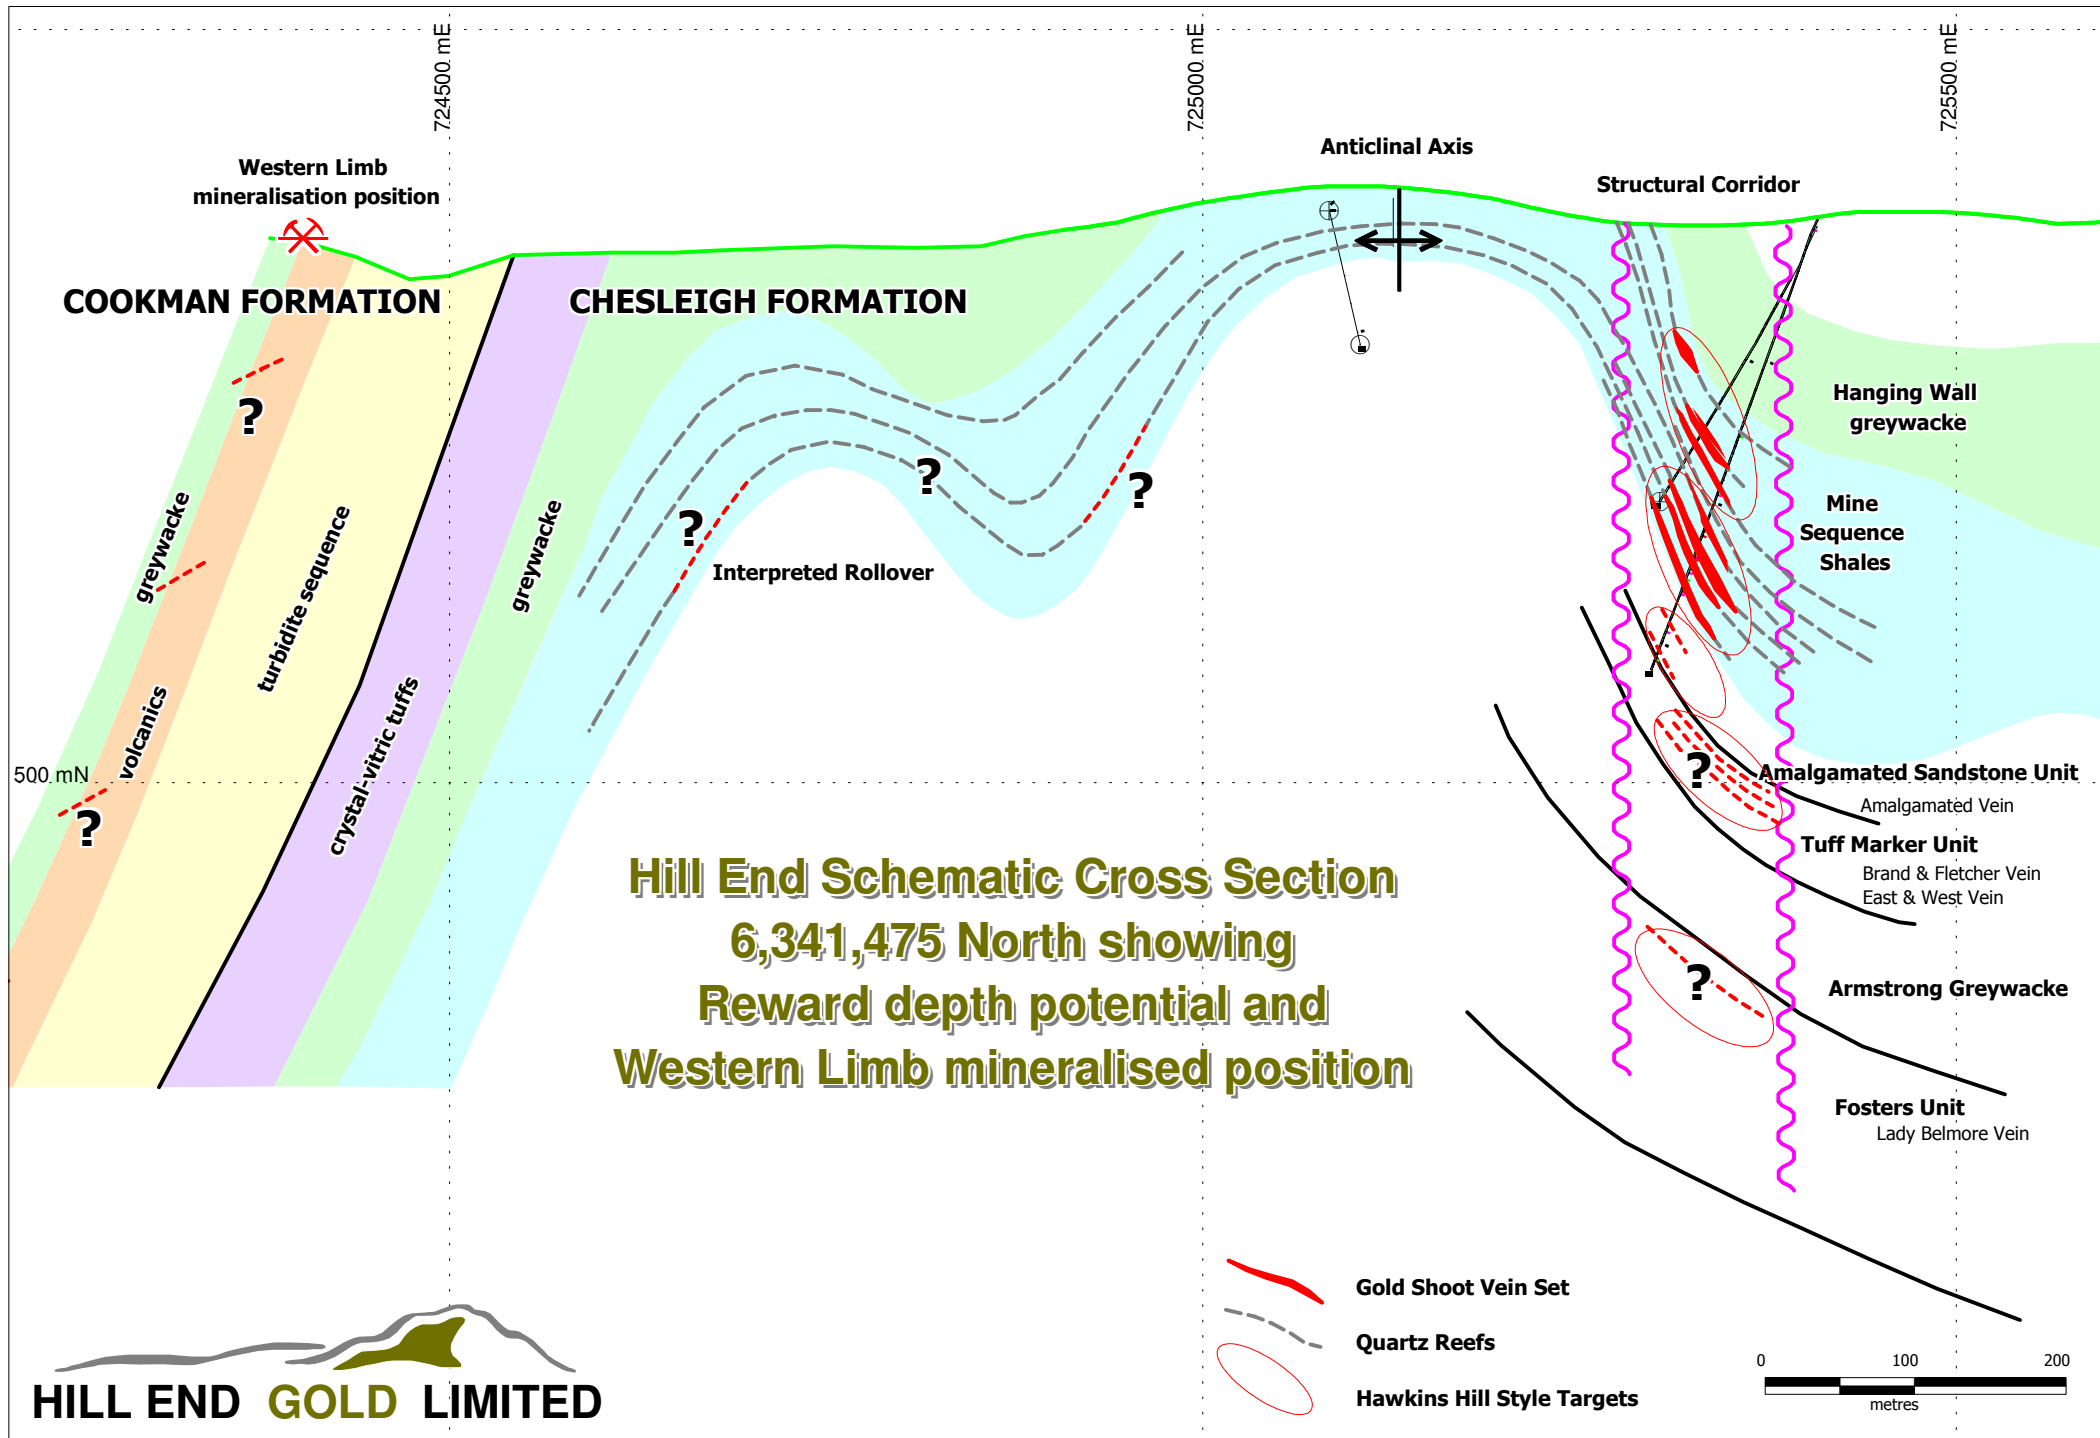 724500 mE
725000 mE
725500 mE
Anticlinal Axis
Western Limb
mineralisation position
Structural Corridor
COOKMAN FORMATION
CHESLEIGH FORMATION
Hanging Wall
greywacke
?
?
?
?
greywacke
turbidite sequence
greywacke
Mine
Sequence
Shales
Interpreted Rollover
volcanics
crystal-vitric tuffs
500 mN
?
?
Amalgamated Sandstone Unit
Amalgamated Vein
Tuff Marker Unit
Brand & Fletcher Vein
East & West Vein
Hill End Schematic Cross Section
6,341,475 North showing
Reward depth potential and
Western Limb mineralised position
?
Armstrong Greywacke
Fosters Unit
Lady Belmore Vein
Gold Shoot Vein Set
Quartz Reefs
Hawkins Hill Style Targets
0 100 200
metres
HILL END GOLD LIMITED